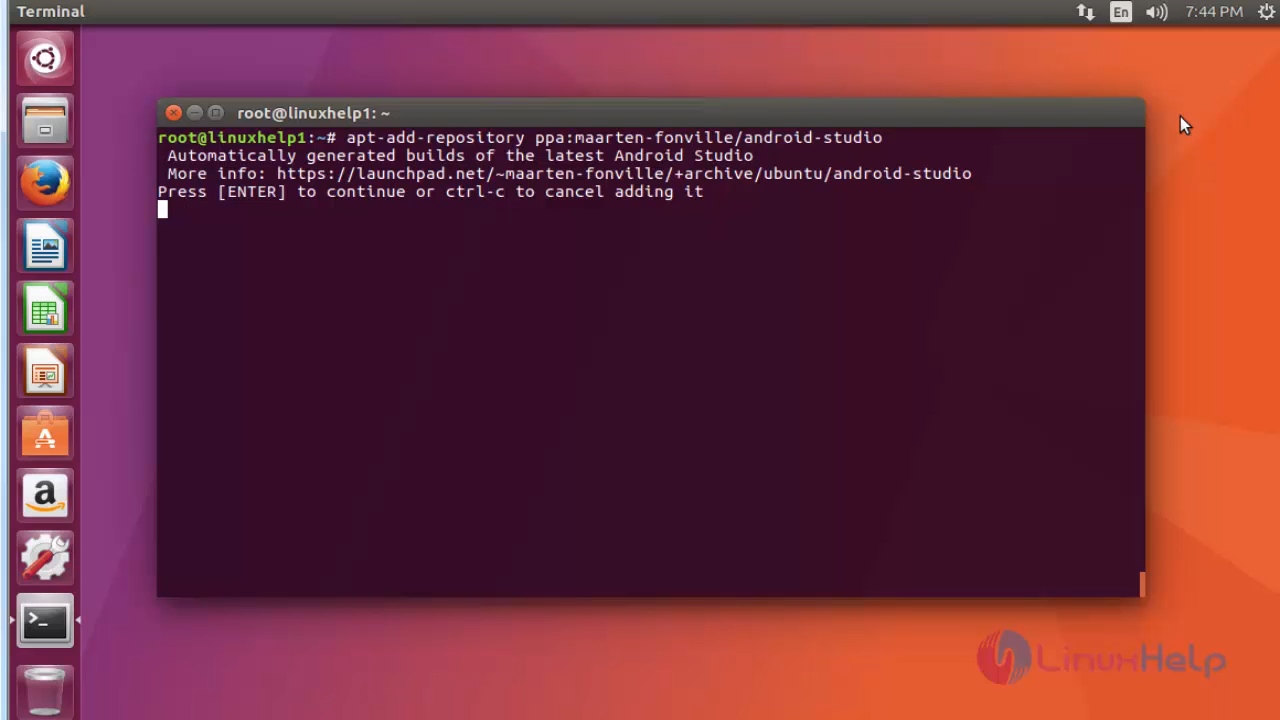 Terminal
En
7:44 PM
root@linuxhelp1: ~
root@linuxhelp1:~# apt-add-repository ppa:maarten-fonville/android-studio
Automatically generated builds of the latest Android Studio
More info: https://launchpad.net/~maarten-fonville/+archive/ubuntu/android-studio
Press [ENTER] to continue or ctrl-c to cancel adding it
LinuxHelp